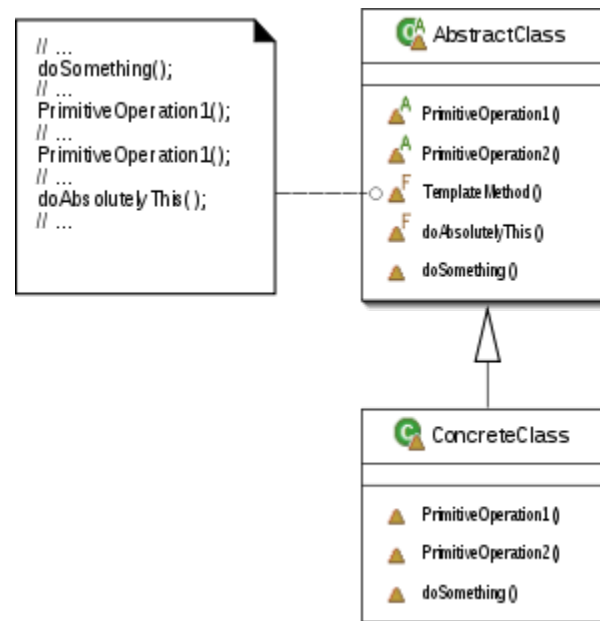 // ...
doSomething();
// ...
PrimitiveOperation1();
// ...
PrimitiveOperation1();
// ...
doAbsolutelyThis();
// ...
C A AbstractClass
A PrimitiveOperation1()
A PrimitiveOperation2()
F TemplateMethod()
F doAbsolutelyThis()
doSomething()
C ConcreteClass
PrimitiveOperation1()
PrimitiveOperation2()
doSomething()